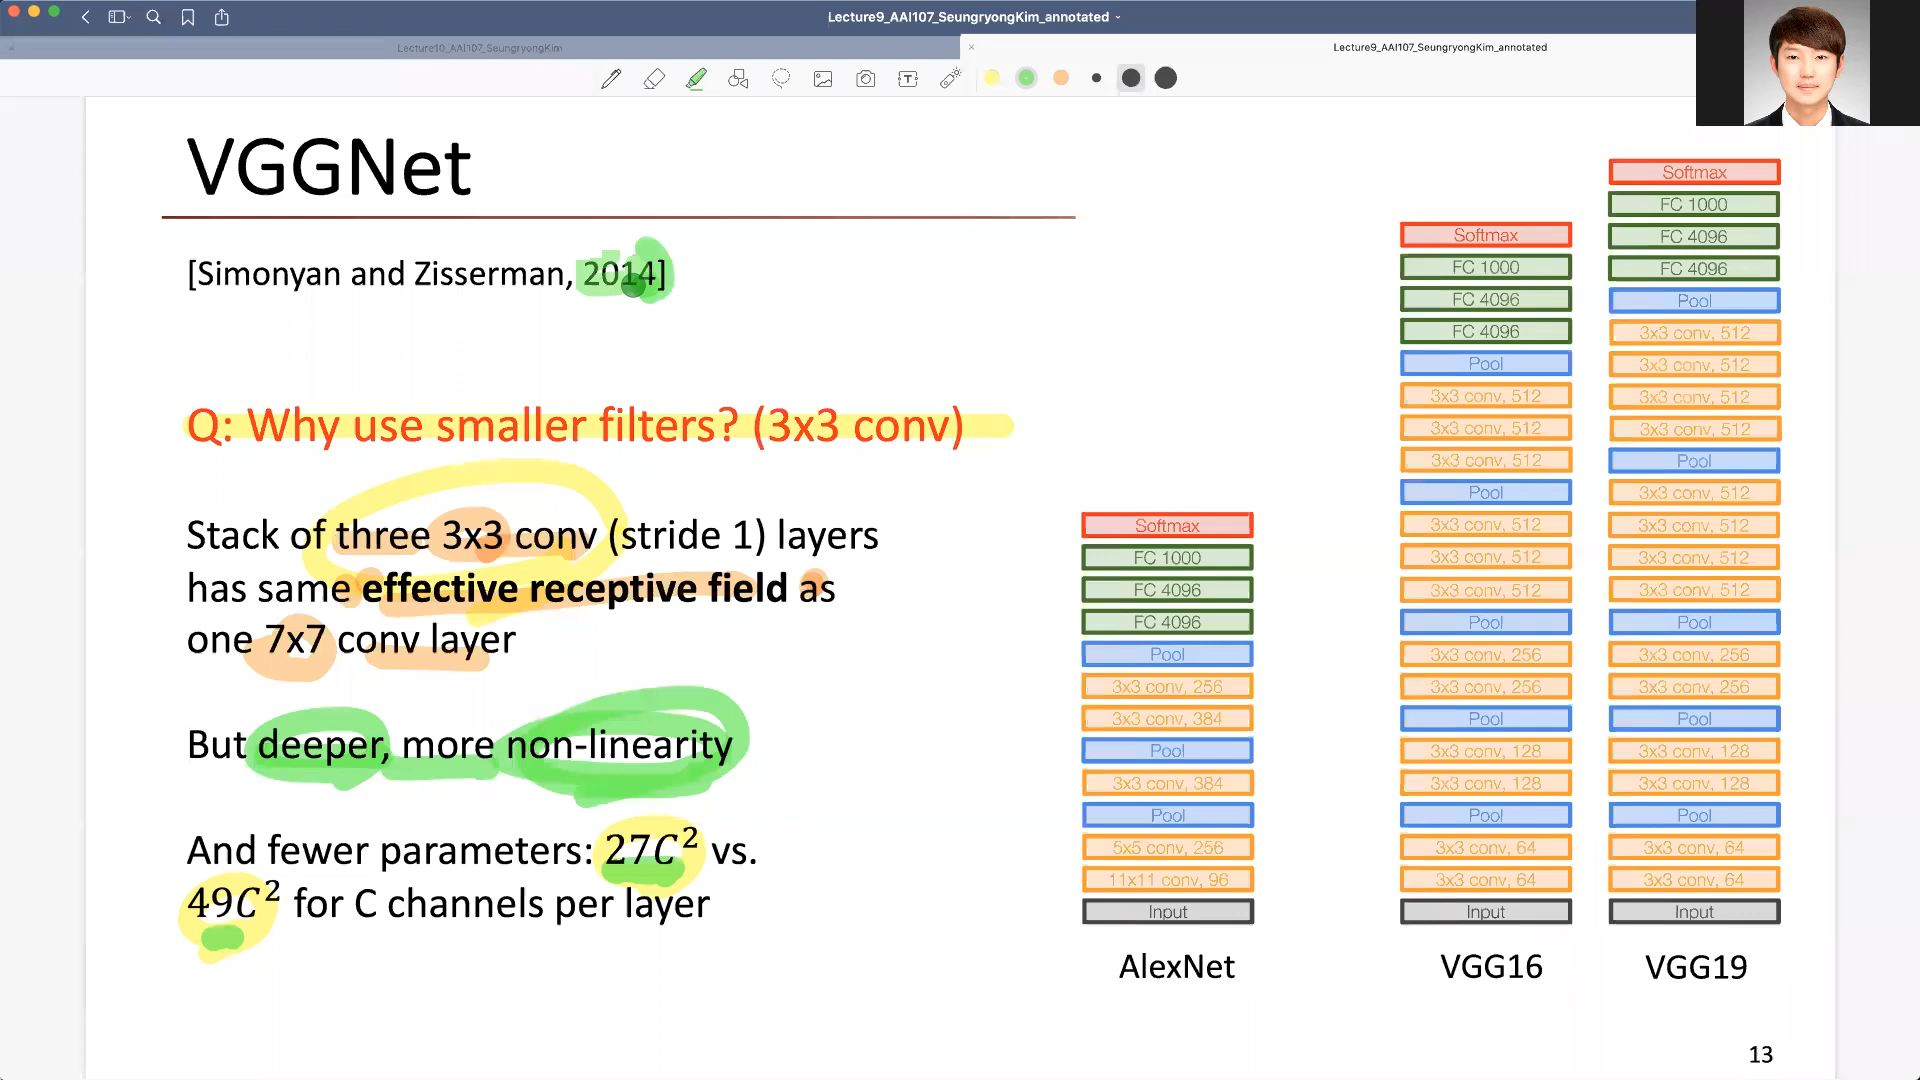 Lecture9_AAI107_SeungryongKim_annotated
Lecture10_AAI107_SeungryongKim
Lecture9_AAI107_SeungryongKim_annotated
VGGNet
[Simonyan and Zisserman, 2014]
Q: Why use smaller filters? (3x3 conv)
Stack of three 3x3 conv (stride 1) layers
has same effective receptive field as
one 7x7 conv layer
But deeper, more non-linearity
And fewer parameters: 27C² vs.
49C² for C channels per layer
Softmax
FC 1000
FC 4096
FC 4096
Pool
3x3 conv, 256
3x3 conv, 384
Pool
3x3 conv, 384
Pool
5x5 conv, 256
11x11 conv, 96
Input
AlexNet
Softmax
FC 1000
FC 4096
FC 4096
Pool
3x3 conv, 512
3x3 conv, 512
3x3 conv, 512
Pool
3x3 conv, 512
3x3 conv, 512
3x3 conv, 512
Pool
3x3 conv, 256
3x3 conv, 256
Pool
3x3 conv, 128
3x3 conv, 128
Pool
3x3 conv, 64
3x3 conv, 64
Input
VGG16
Softmax
FC 1000
FC 4096
FC 4096
Pool
3x3 conv, 512
3x3 conv, 512
3x3 conv, 512
3x3 conv, 512
Pool
3x3 conv, 512
3x3 conv, 512
3x3 conv, 512
3x3 conv, 512
Pool
3x3 conv, 256
3x3 conv, 256
Pool
3x3 conv, 128
3x3 conv, 128
Pool
3x3 conv, 64
3x3 conv, 64
Input
VGG19
13